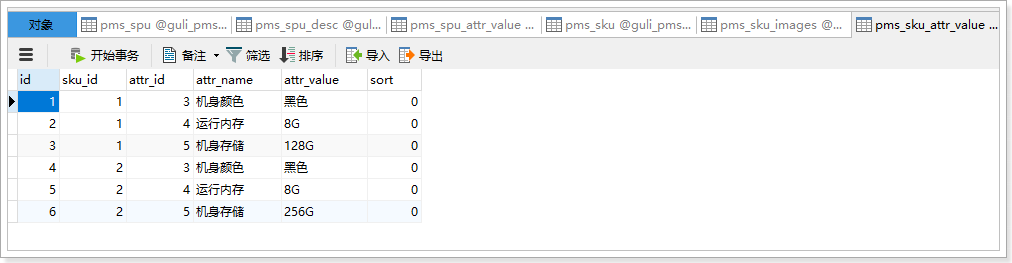 对象 pms_spu @guli_pms... pms_spu_desc @gul... pms_spu_attr_value ... pms_sku @guli_pms... pms_sku_images @... pms_sku_attr_value ...
开始事务 备注 筛选 排序 导入 导出
id sku_id attr_id attr_name attr_value sort
1 1 3 机身颜色 黑色 0
2 1 4 运行内存 8G 0
3 1 5 机身存储 128G 0
4 2 3 机身颜色 黑色 0
5 2 4 运行内存 8G 0
6 2 5 机身存储 256G 0